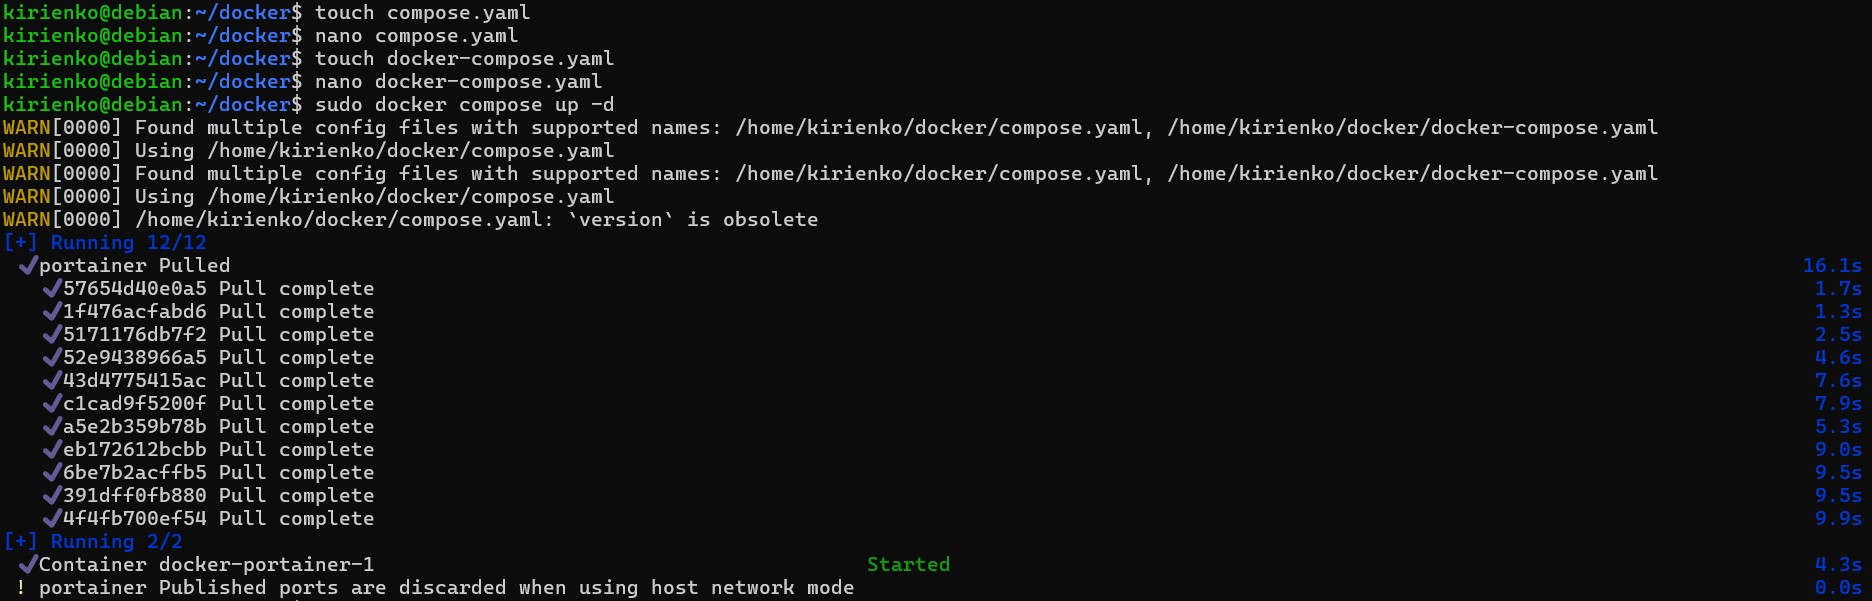 kirienko@debian:~/docker$ touch compose.yaml
kirienko@debian:~/docker$ nano compose.yaml
kirienko@debian:~/docker$ touch docker-compose.yaml
kirienko@debian:~/docker$ nano docker-compose.yaml
kirienko@debian:~/docker$ sudo docker compose up -d
WARN[0000] Found multiple config files with supported names: /home/kirienko/docker/compose.yaml, /home/kirienko/docker/docker-compose.yaml
WARN[0000] Using /home/kirienko/docker/compose.yaml
WARN[0000] Found multiple config files with supported names: /home/kirienko/docker/compose.yaml, /home/kirienko/docker/docker-compose.yaml
WARN[0000] Using /home/kirienko/docker/compose.yaml
WARN[0000] /home/kirienko/docker/compose.yaml: `version` is obsolete
[+] Running 12/12
✔portainer Pulled 16.1s
✔57654d40e0a5 Pull complete 1.7s
✔1f476acfabd6 Pull complete 1.3s
✔5171176db7f2 Pull complete 2.5s
✔52e9438966a5 Pull complete 4.6s
✔43d4775415ac Pull complete 7.6s
✔c1cad9f5200f Pull complete 7.9s
✔a5e2b359b78b Pull complete 5.3s
✔eb172612bcbb Pull complete 9.0s
✔6be7b2acffb5 Pull complete 9.5s
✔391dff0fb880 Pull complete 9.5s
✔4f4fb700ef54 Pull complete 9.9s
[+] Running 2/2
✔Container docker-portainer-1 Started 4.3s
! portainer Published ports are discarded when using host network mode 0.0s